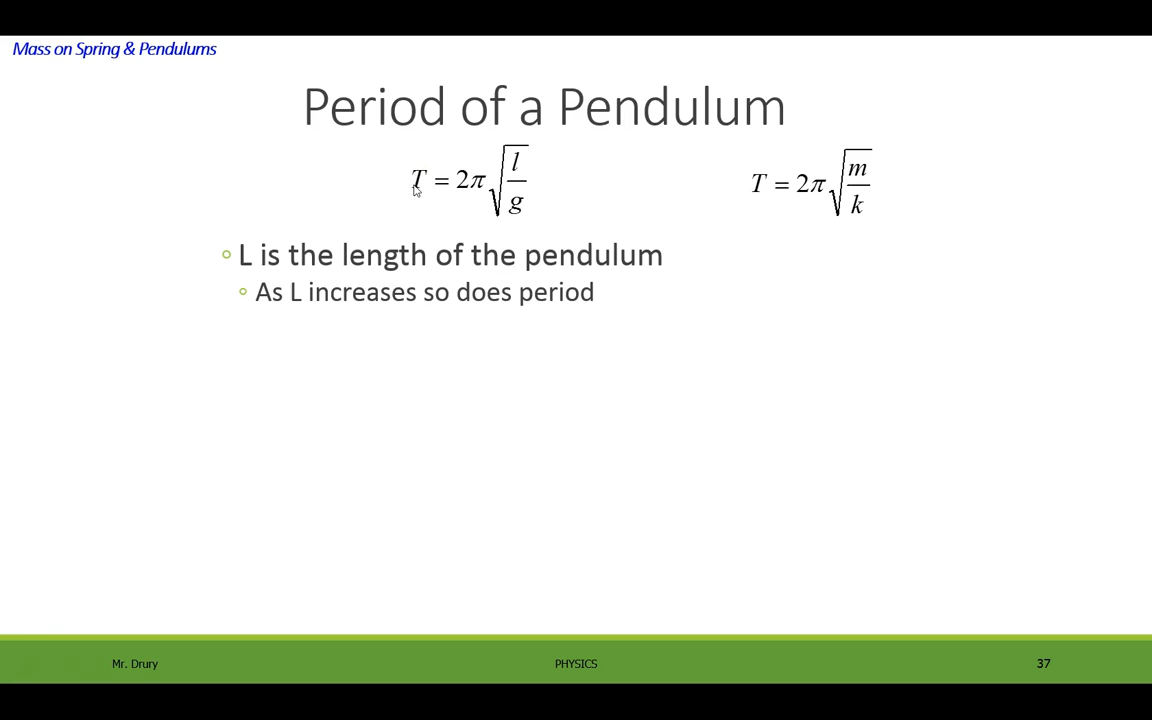 Mass on Spring & Pendulums
Period of a Pendulum
T = 2π√(l/g)
T = 2π√(m/k)
◦ L is the length of the pendulum
◦ As L increases so does period
Mr. Drury
PHYSICS
37